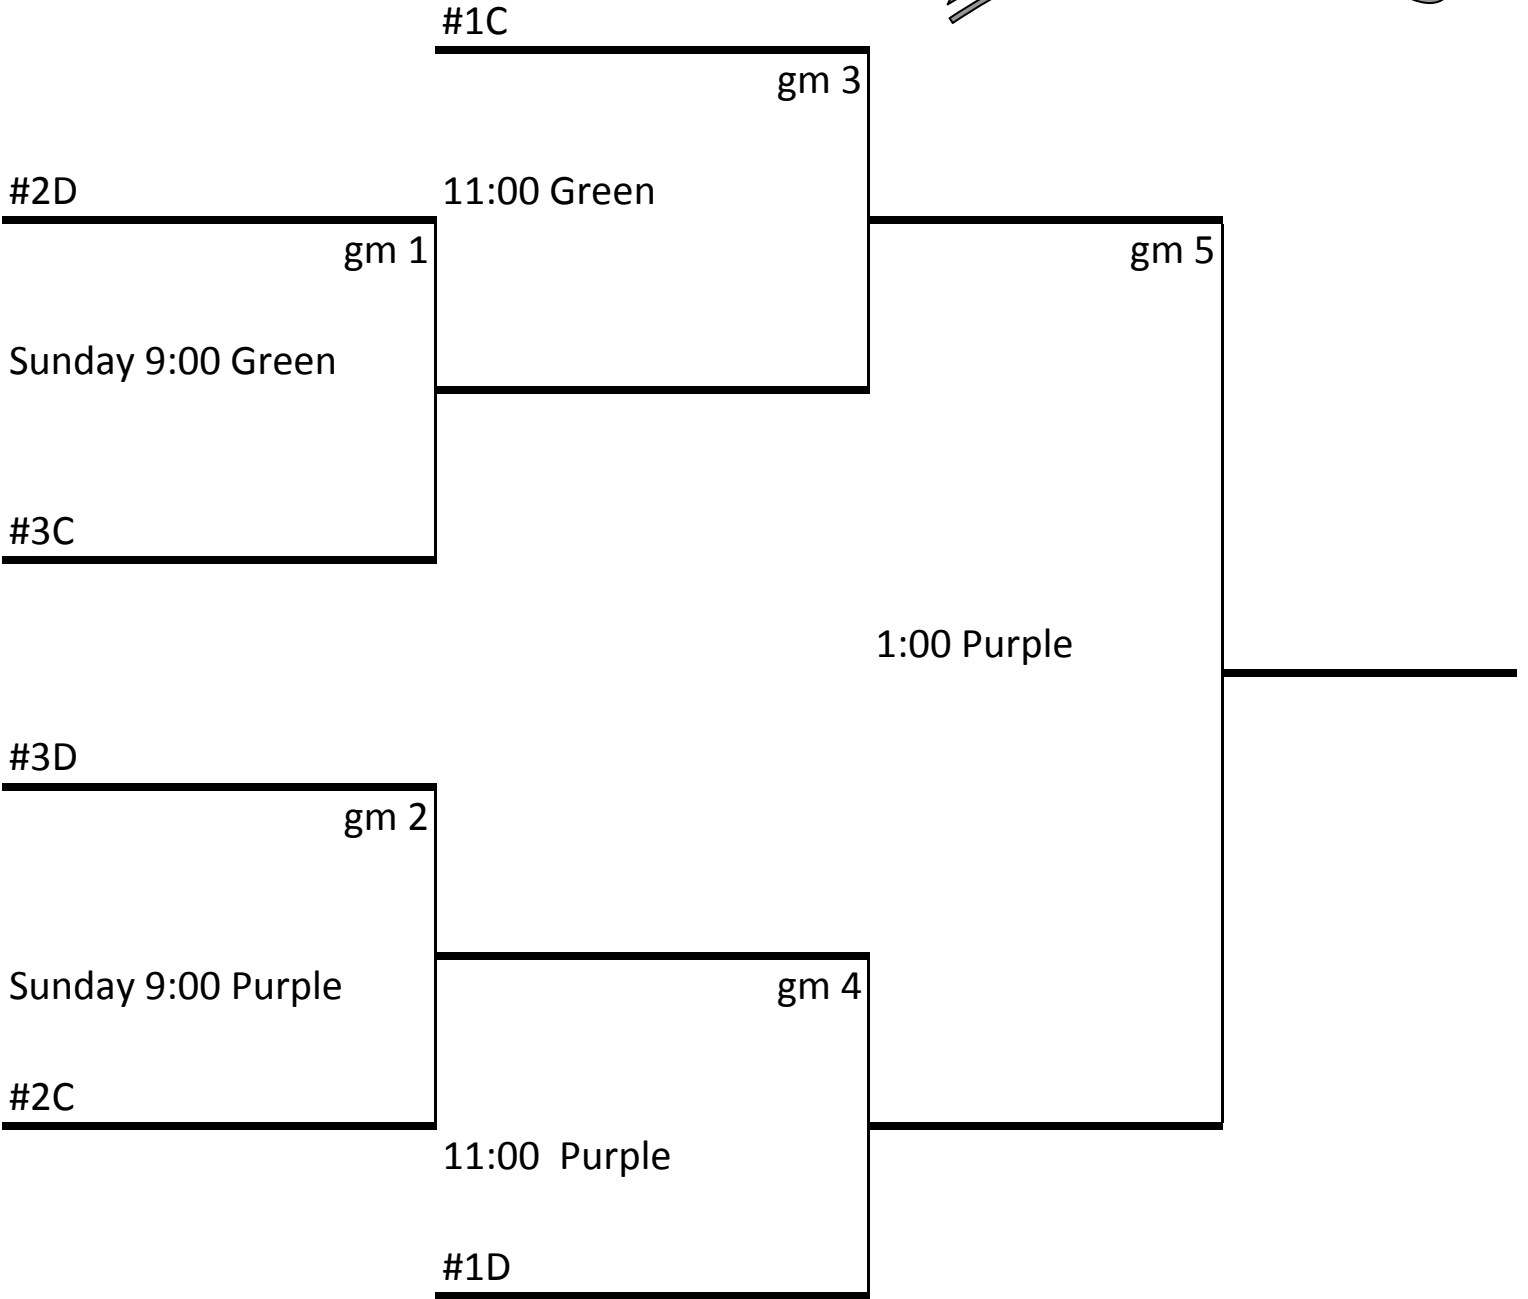 #1C
gm 3
#2D
11:00 Green
gm 1
gm 5
Sunday 9:00 Green
#3C
1:00 Purple
#3D
gm 2
Sunday 9:00 Purple
gm 4
#2C
11:00  Purple
#1D